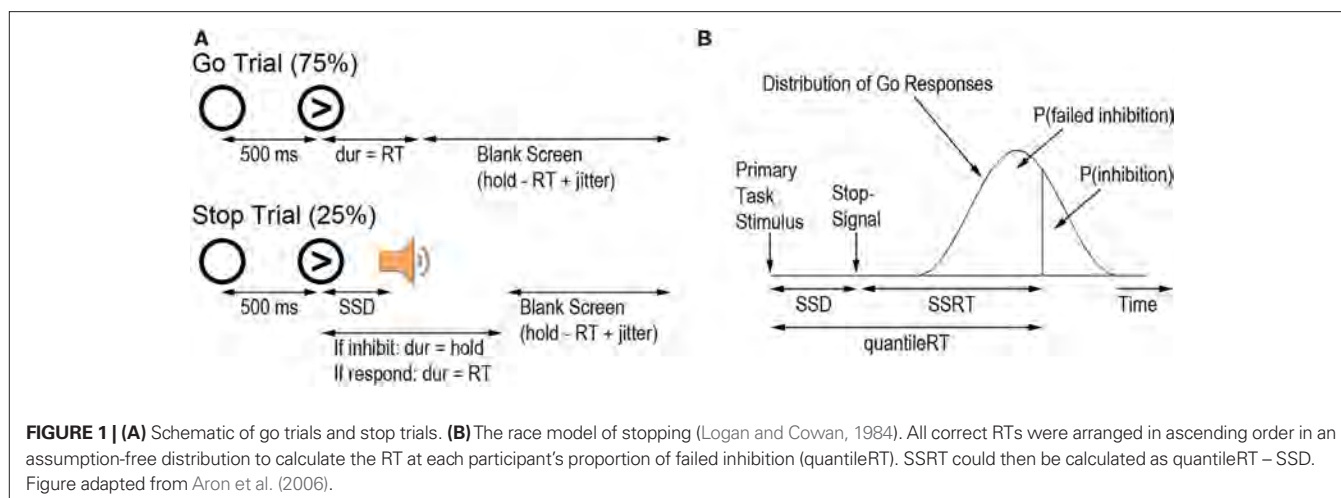 A
Go Trial (75%)
>
500 ms
dur = RT
Blank Screen
(hold - RT + jitter)
Stop Trial (25%)
>
500 ms
SSD
Blank Screen
(hold - RT + jitter)
If inhibit: dur = hold
If respond: dur = RT
B
Distribution of Go Responses
P(failed inhibition)
P(inhibition)
Primary
Task
Stimulus
Stop-
Signal
SSD
SSRT
Time
quantileRT
FIGURE 1 | (A) Schematic of go trials and stop trials. (B) The race model of stopping (Logan and Cowan, 1984). All correct RTs were arranged in ascending order in an
assumption-free distribution to calculate the RT at each participant's proportion of failed inhibition (quantileRT). SSRT could then be calculated as quantileRT – SSD.
Figure adapted from Aron et al. (2006).